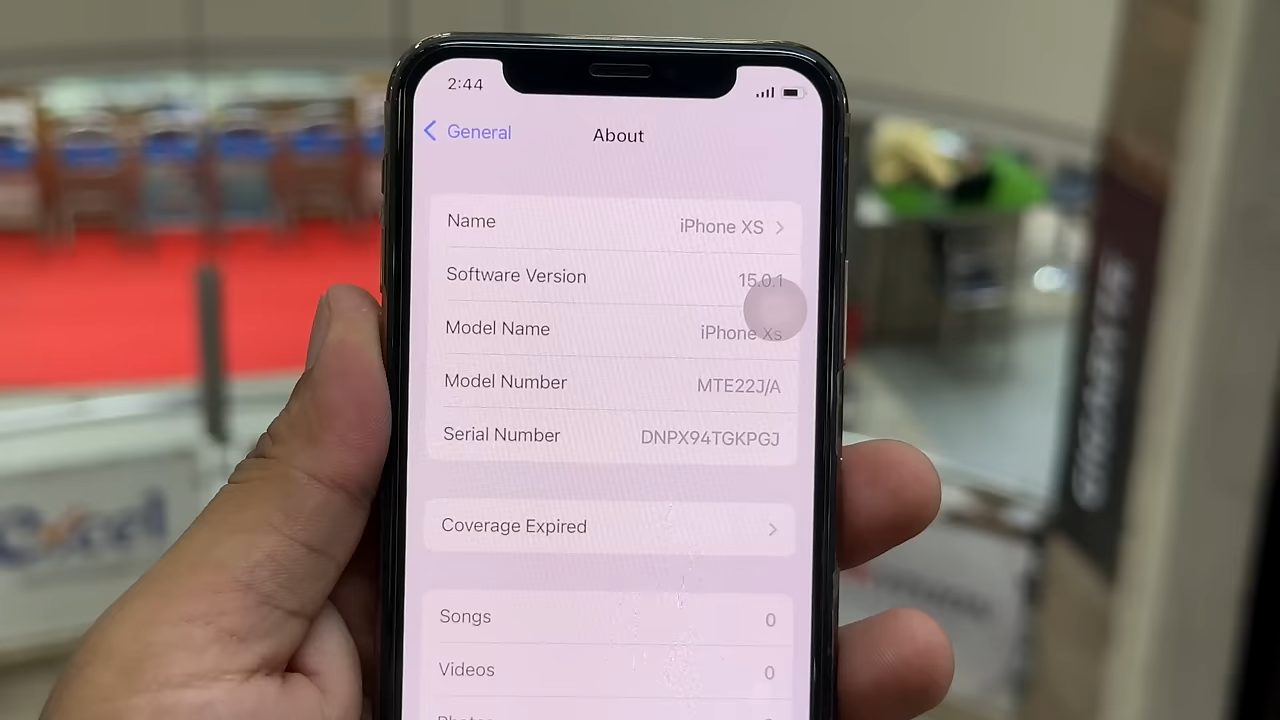 2:44
General
About
Name iPhone XS
Software Version 15.0.1
Model Name iPhone Xs
Model Number MTE22J/A
Serial Number DNPX94TGKPGJ
Coverage Expired
Songs 0
Videos 0
Excel